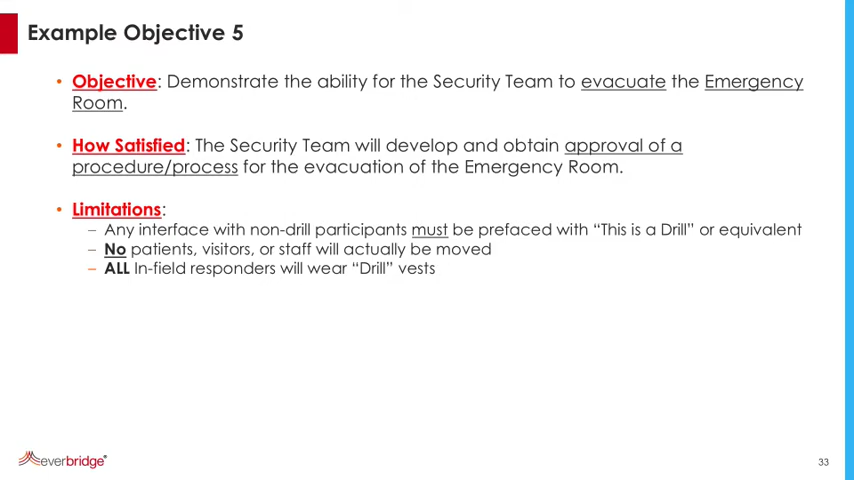 Example Objective 5
• Objective: Demonstrate the ability for the Security Team to evacuate the Emergency
Room.
• How Satisfied: The Security Team will develop and obtain approval of a
procedure/process for the evacuation of the Emergency Room.
• Limitations:
– Any interface with non-drill participants must be prefaced with “This is a Drill” or equivalent
– No patients, visitors, or staff will actually be moved
– ALL In-field responders will wear “Drill” vests
everbridge®
33